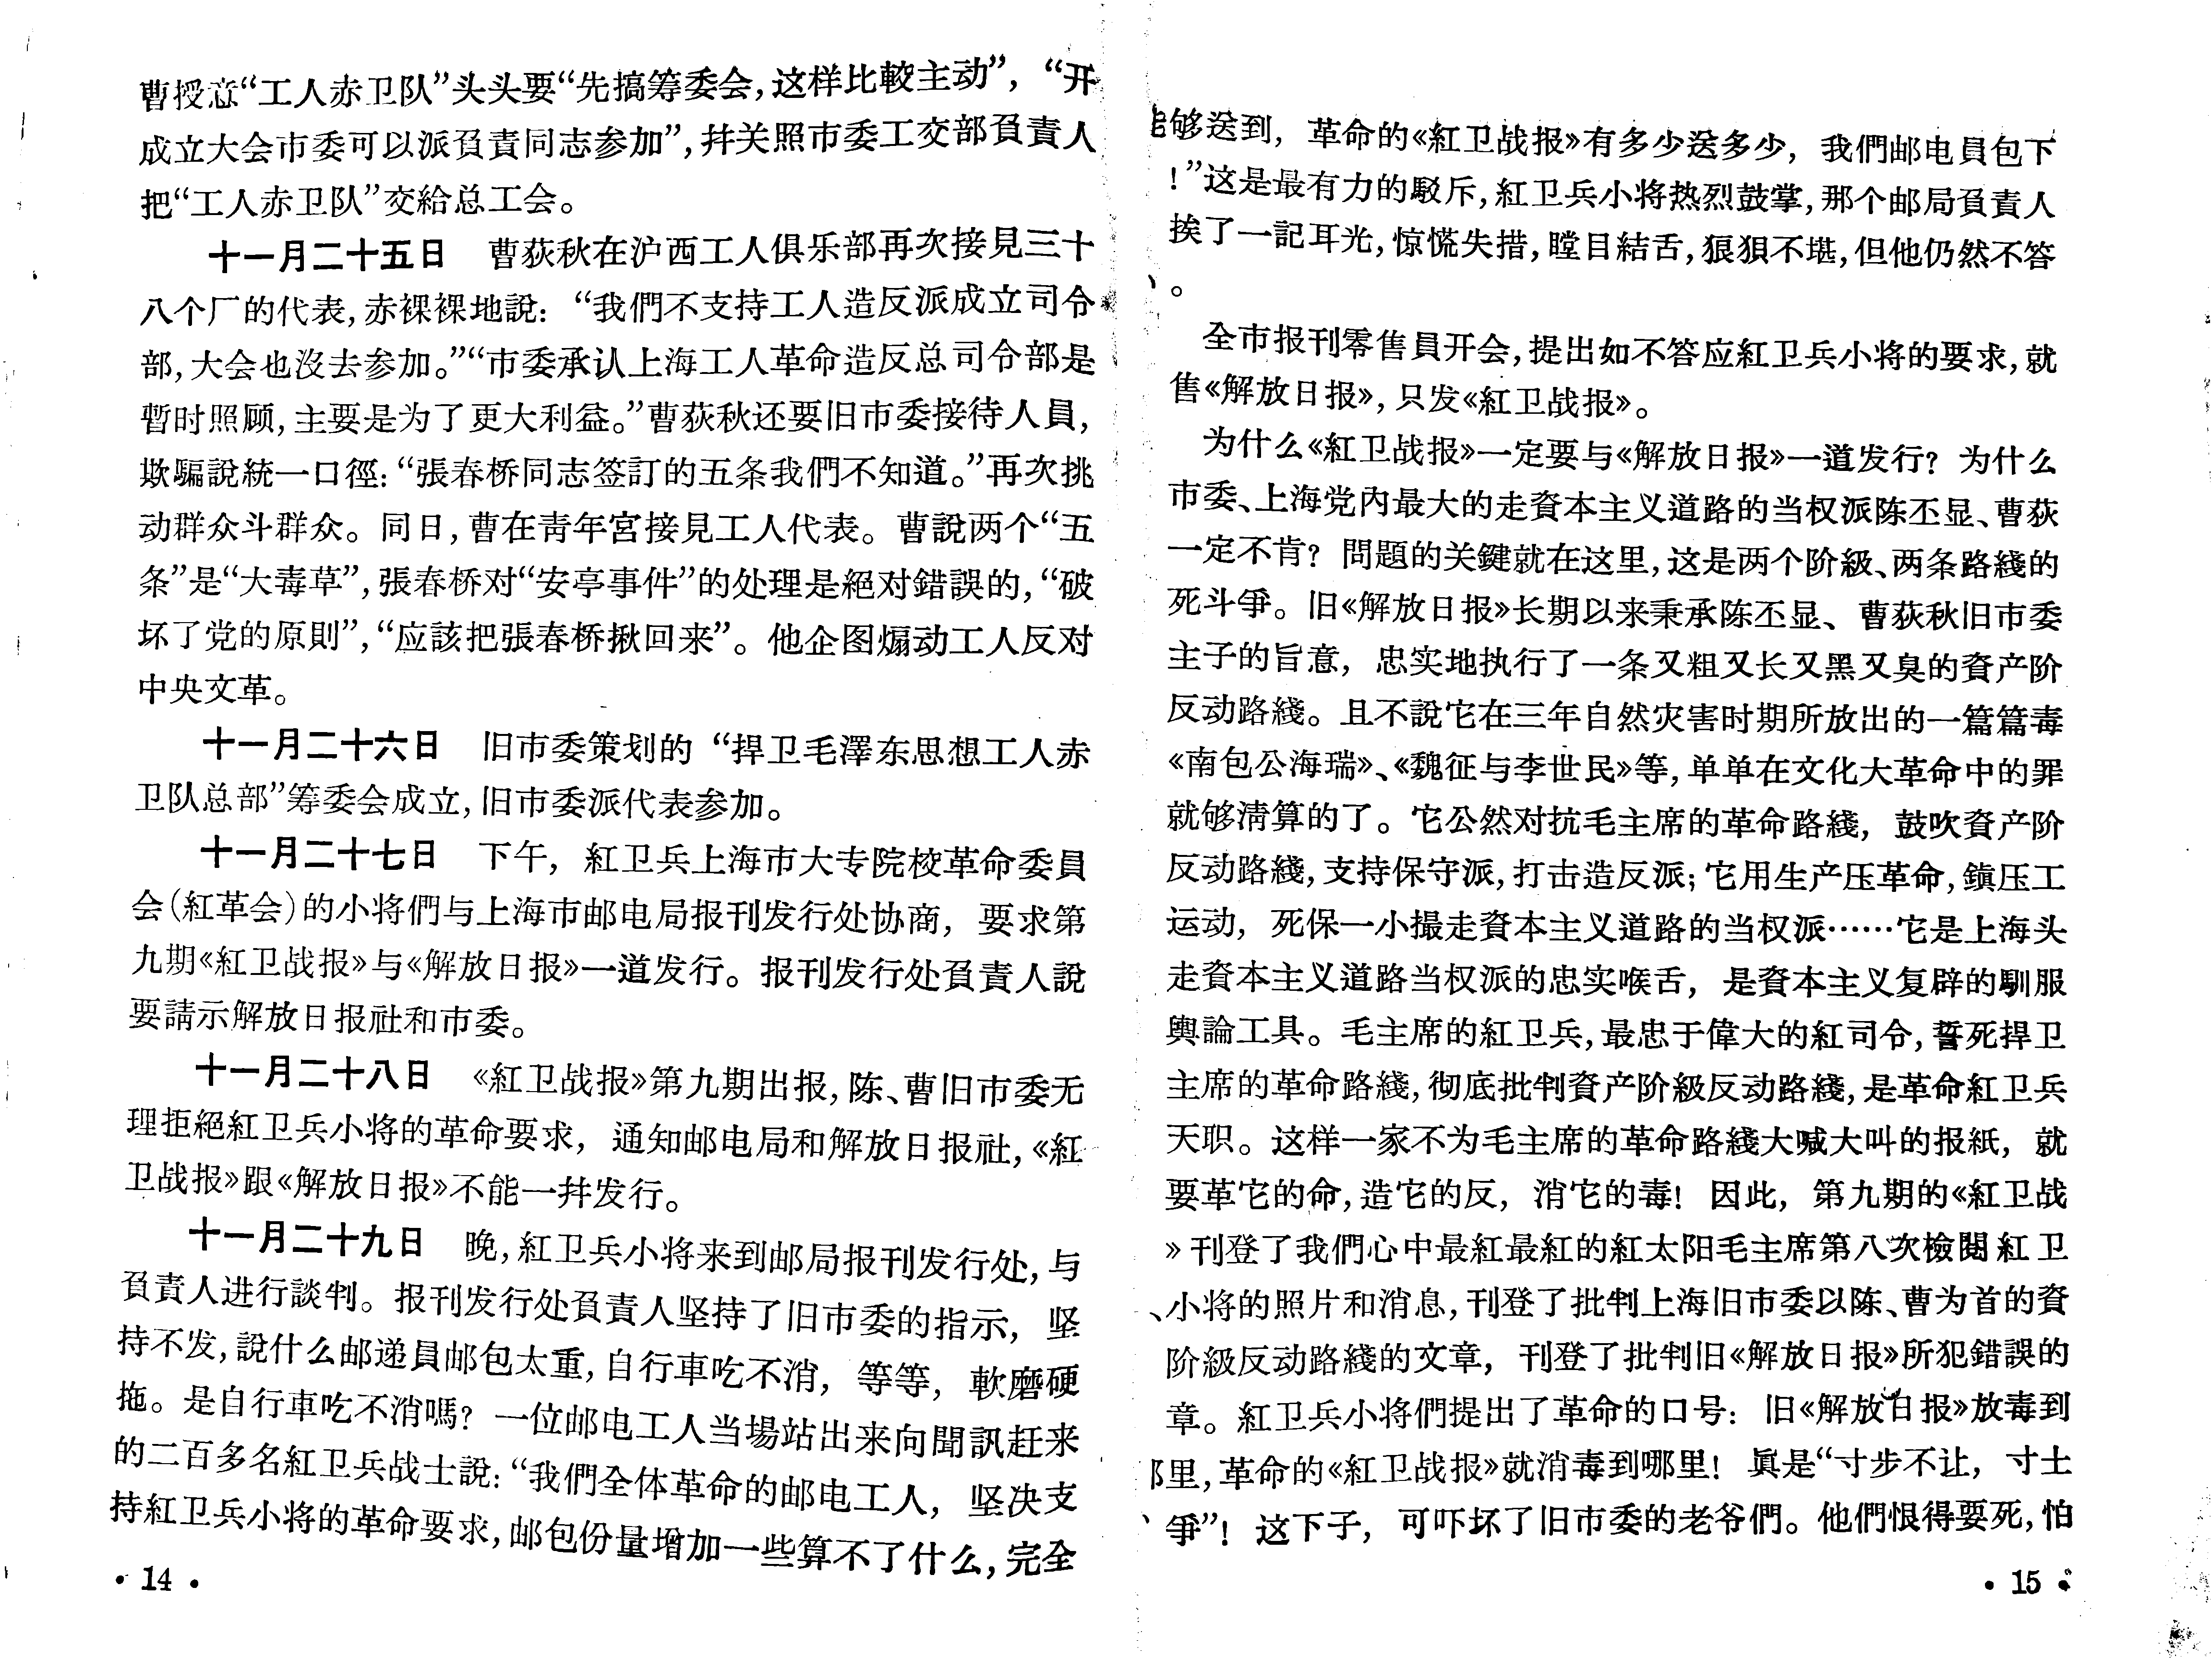 曹授意“工人赤卫队”头头要“先搞筹委会，这样比較主动”，“开
成立大会市委可以派負責同志参加”，幷关照市委工交部負責人
把“工人赤卫队”交給总工会。
十一月二十五日　曹荻秋在沪西工人俱乐部再次接見三十
八个厂的代表，赤裸裸地說：“我們不支持工人造反派成立司令
部，大会也沒去参加。”“市委承认上海工人革命造反总司令部是
暫时照顾，主要是为了更大利益。”曹荻秋还要旧市委接待人員，
欺騙說統一口徑：“張春桥同志签訂的五条我們不知道。”再次挑
动群众斗群众。同日，曹在青年宮接見工人代表。曹說两个“五
条”是“大毒草”，張春桥对“安亭事件”的处理是絕对錯誤的，“破
坏了党的原則”，“应該把張春桥揪回来”。他企图煽动工人反对
中央文革。
十一月二十六日　旧市委策划的“捍卫毛澤东思想工人赤
卫队总部”筹委会成立，旧市委派代表参加。
十一月二十七日　下午，紅卫兵上海市大专院校革命委員
会（紅革会）的小将們与上海市邮电局报刊发行处协商，要求第
九期《紅卫战报》与《解放日报》一道发行。报刊发行处負責人說
要請示解放日报社和市委。
十一月二十八日　《紅卫战报》第九期出报，陈、曹旧市委无
理拒絕紅卫兵小将的革命要求，通知邮电局和解放日报社，《紅
卫战报》跟《解放日报》不能一幷发行。
十一月二十九日　晚，紅卫兵小将来到邮局报刊发行处，与
負責人进行談判。报刊发行处負責人坚持了旧市委的指示，坚
持不发，說什么邮递員邮包太重，自行車吃不消，等等，軟磨硬
拖。是自行車吃不消嗎？一位邮电工人当場站出来向聞訊赶来
的二百多名紅卫兵战士說：“我們全体革命的邮电工人，坚决支
持紅卫兵小将的革命要求，邮包份量增加一些算不了什么，完全
· 14 ·
够送到，革命的《紅卫战报》有多少送多少，我們邮电員包下
！”这是最有力的駁斥，紅卫兵小将热烈鼓掌，那个邮局負責人
挨了一記耳光，惊慌失措，瞠目結舌，狼狽不堪，但他仍然不答
。
全市报刊零售員开会，提出如不答应紅卫兵小将的要求，就
售《解放日报》，只发《紅卫战报》。
为什么《紅卫战报》一定要与《解放日报》一道发行？为什么
市委、上海党內最大的走資本主义道路的当权派陈丕显、曹荻
一定不肯？問題的关鍵就在这里，这是两个阶級、两条路綫的
死斗爭。旧《解放日报》长期以来秉承陈丕显、曹荻秋旧市委
主子的旨意，忠实地执行了一条又粗又长又黑又臭的資产阶
反动路綫。且不說它在三年自然灾害时期所放出的一篇篇毒
《南包公海瑞》、《魏征与李世民》等，单单在文化大革命中的罪
就够清算的了。它公然对抗毛主席的革命路綫，鼓吹資产阶
反动路綫，支持保守派，打击造反派；它用生产压革命，鎮压工
运动，死保一小撮走資本主义道路的当权派……它是上海头
走資本主义道路当权派的忠实喉舌，是資本主义复辟的馴服
輿論工具。毛主席的紅卫兵，最忠于偉大的紅司令，誓死捍卫
主席的革命路綫，彻底批判資产阶級反动路綫，是革命紅卫兵
天职。这样一家不为毛主席的革命路綫大喊大叫的报紙，就
要革它的命，造它的反，消它的毒！因此，第九期的《紅卫战
》刊登了我們心中最紅最紅的紅太阳毛主席第八次檢閱紅卫
小将的照片和消息，刊登了批判上海旧市委以陈、曹为首的資
阶級反动路綫的文章，刊登了批判旧《解放日报》所犯錯誤的
章。紅卫兵小将們提出了革命的口号：旧《解放日报》放毒到
里，革命的《紅卫战报》就消毒到哪里！眞是“寸步不让，寸士
爭”！这下子，可吓坏了旧市委的老爷們。他們恨得要死，怕
· 15 ·